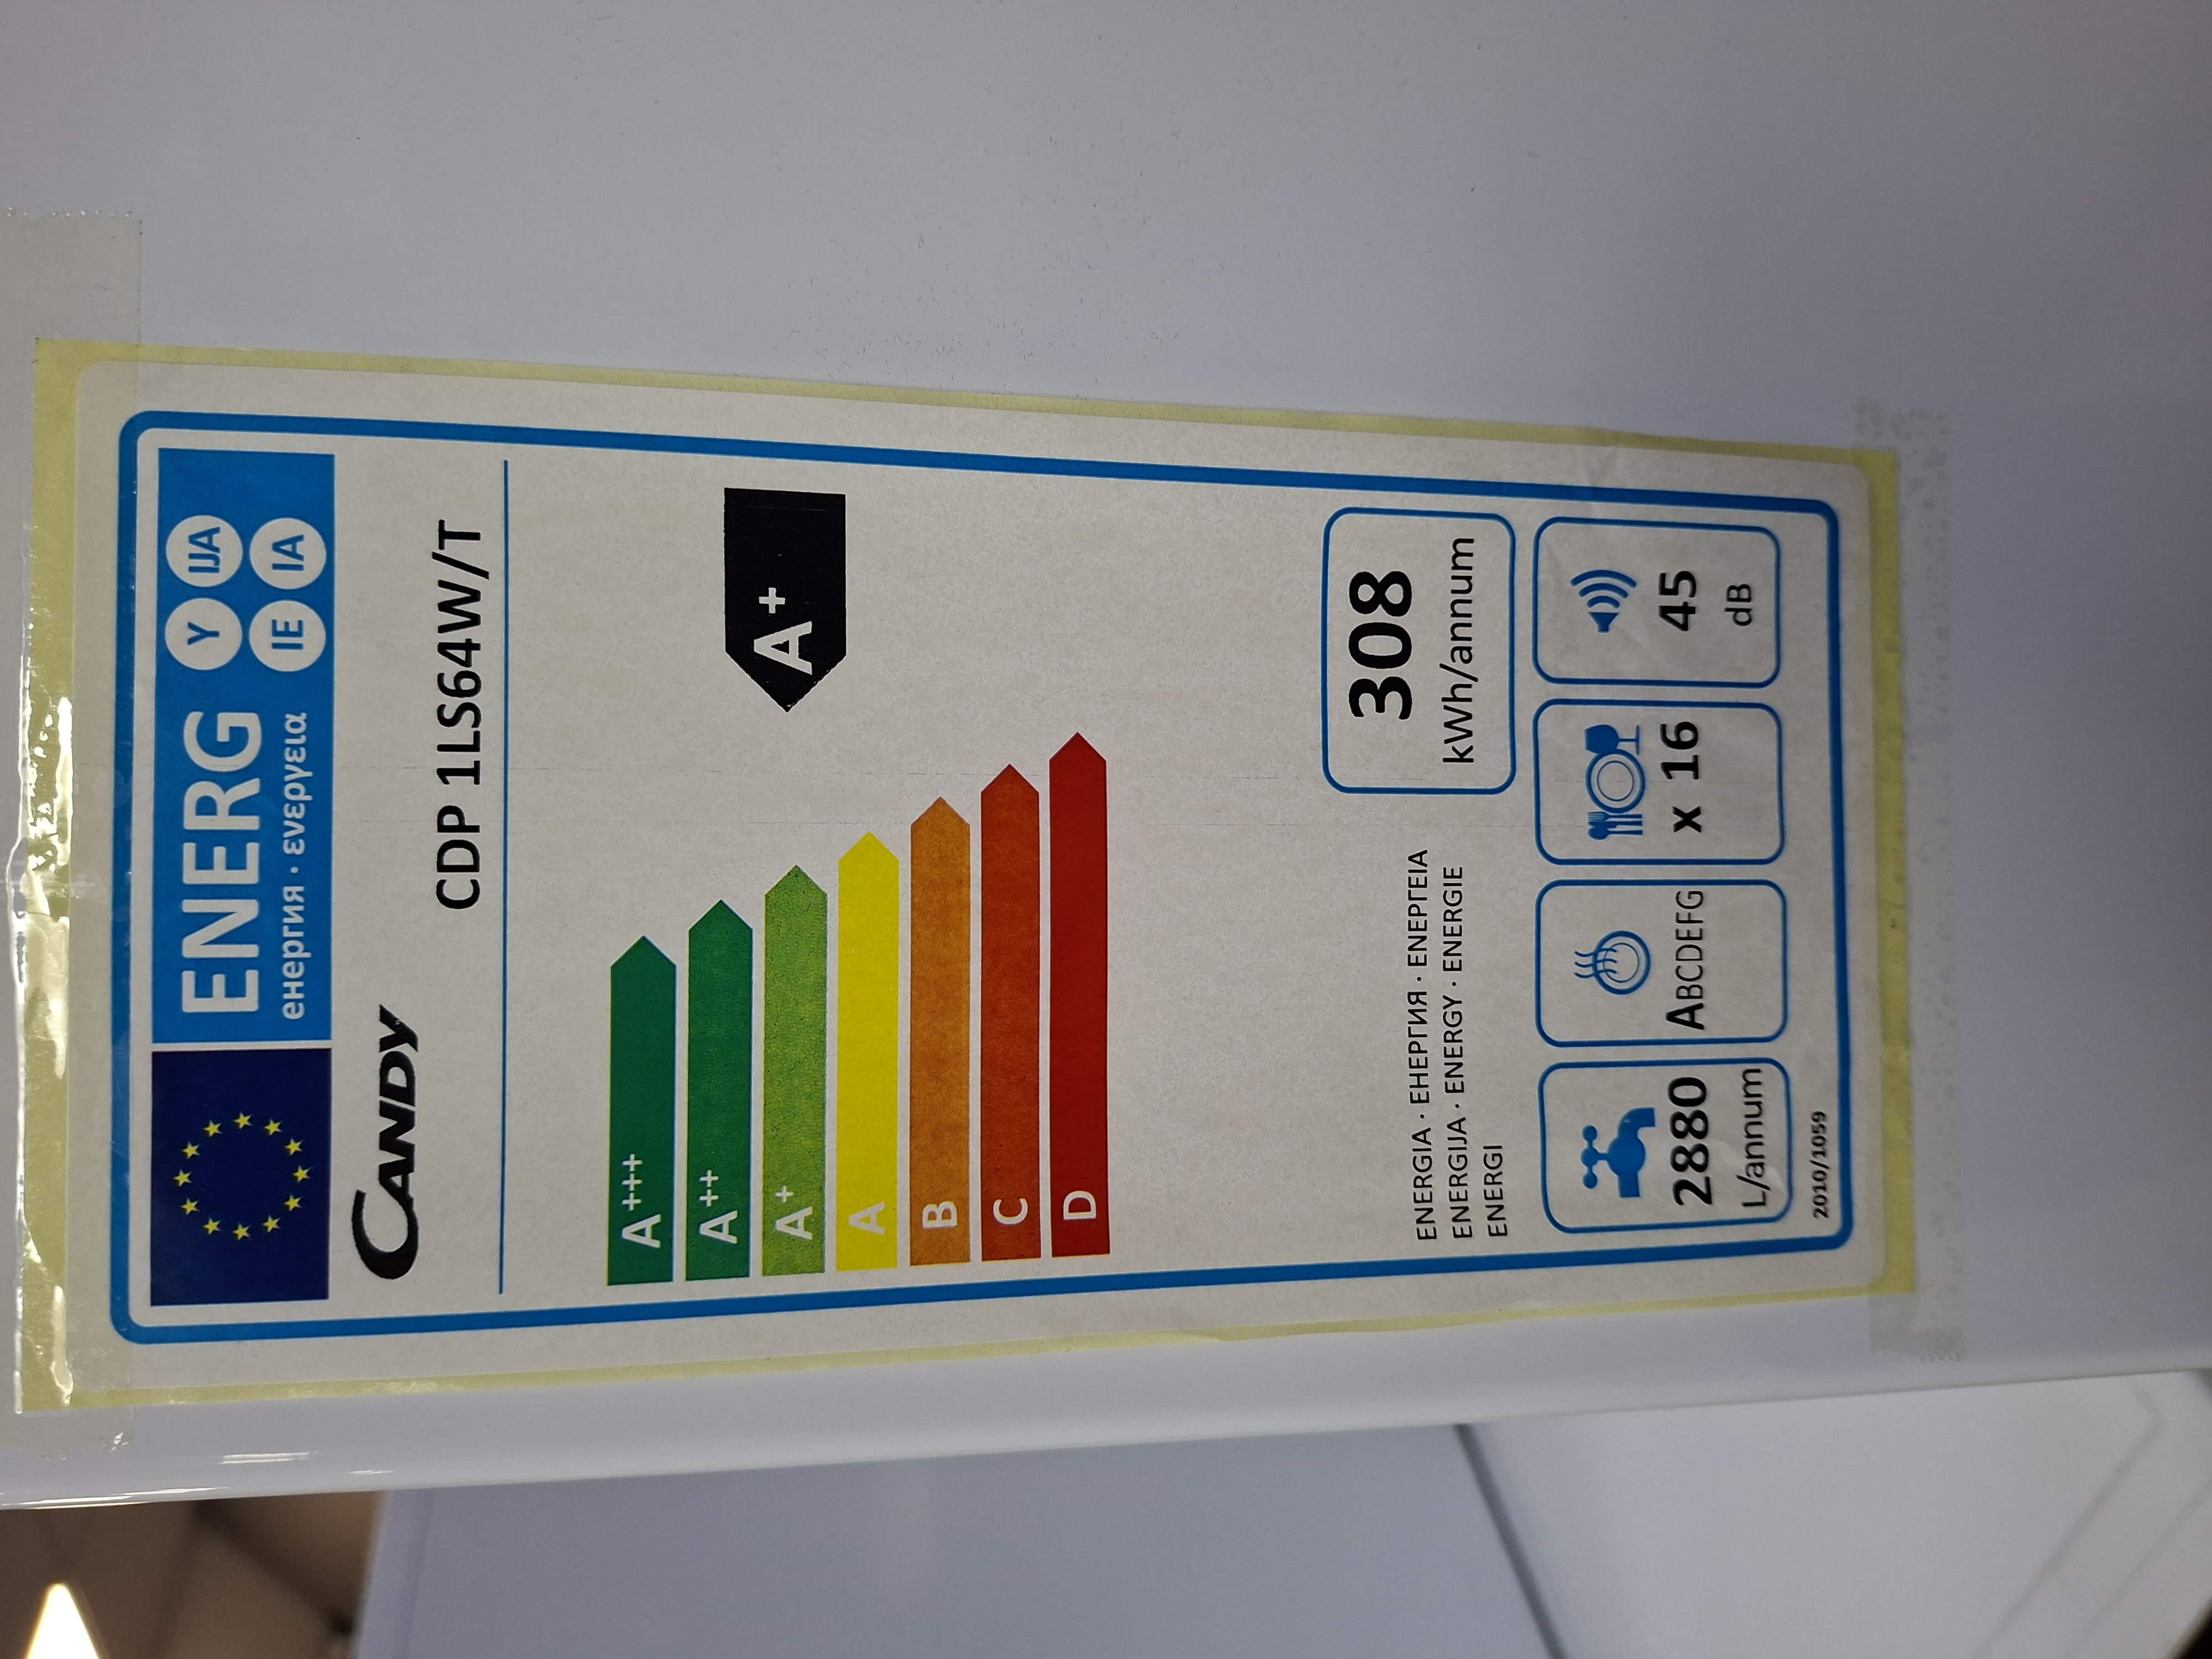 ENERG Y IJA
енергия · ενεργεια IE IA
CANDY
CDP 1LS64W/T
A+++
A++
A+
A+
A
B
C
D
308
kWh/annum
ENERGIA · ЕНЕРГИЯ · ΕΝΕΡΓΕΙΑ
ENERGIJA · ENERGY · ENERGIE
ENERGI
2880
L/annum
ABCDEFG
x 16
45
dB
2010/1059